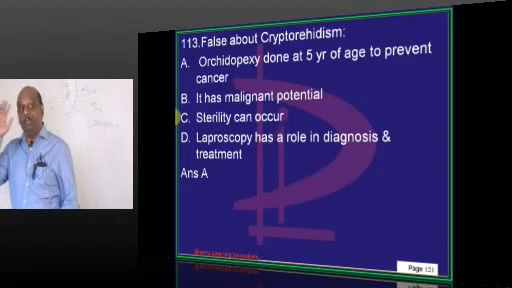 113.False about Cryptorehidism:
A. Orchidopexy done at 5 yr of age to prevent
cancer
B. It has malignant potential
C. Sterility can occur
D. Laproscopy has a role in diagnosis &
treatment
Ans A
Page 121